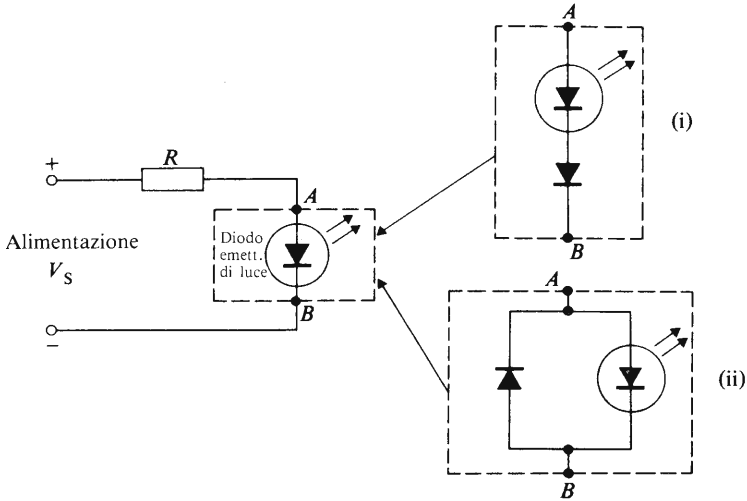 +
R
A
Alimentazione
V_S
Diodo
emett.
di luce
B
−
A
(i)
B
A
(ii)
B